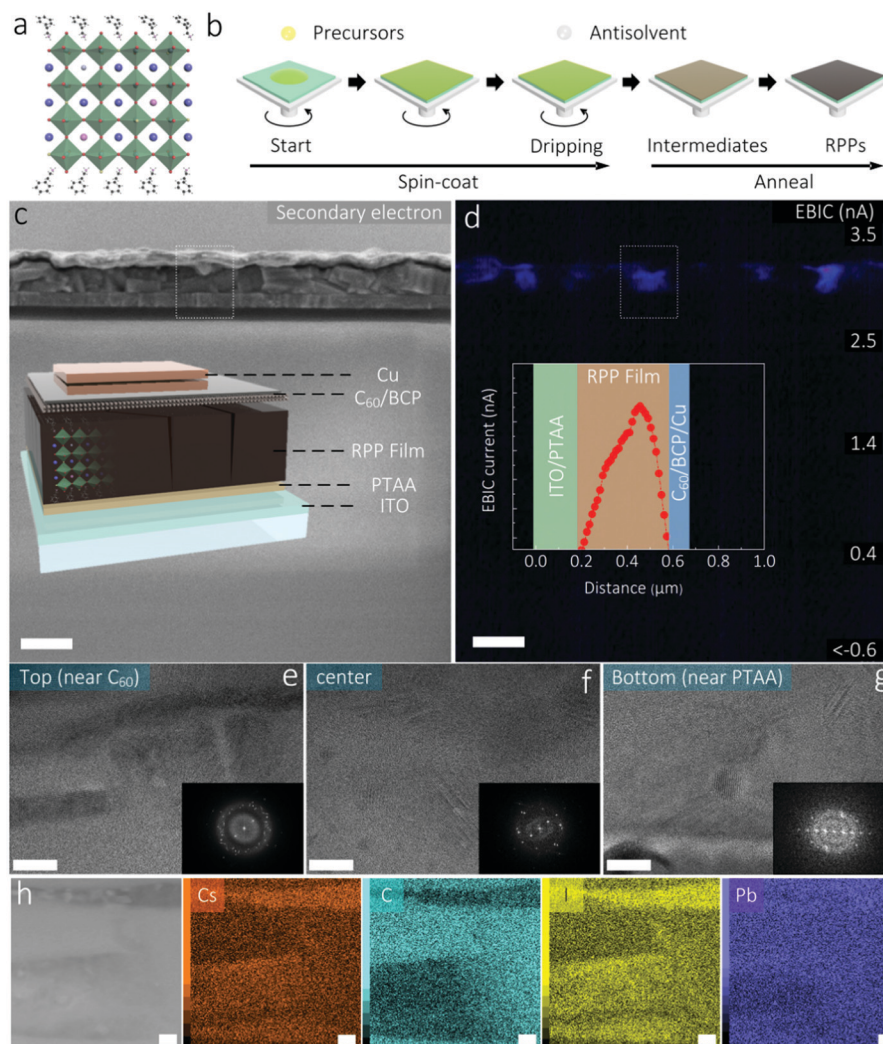 a
b
Precursors
Antisolvent
Start
Dripping
Intermediates
RPPs
Spin-coat
Anneal
c
Secondary electron
Cu
C₆₀/BCP
RPP Film
PTAA
ITO
d
EBIC (nA)
3.5
2.5
1.4
0.4
<-0.6
EBIC current (nA)
ITO/PTAA
RPP Film
C₆₀/BCP/Cu
0.0 0.2 0.4 0.6 0.8 1.0
Distance (μm)
Top (near C₆₀)
e
center
f
Bottom (near PTAA)
g
h
Cs
C
I
Pb